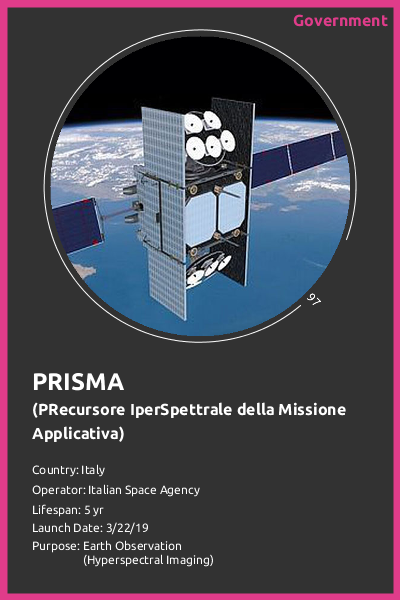 Government
97
PRISMA
(PRecursore IperSpettrale della Missione
Applicativa)
Country: Italy
Operator: Italian Space Agency
Lifespan: 5 yr
Launch Date: 3/22/19
Purpose: Earth Observation
(Hyperspectral Imaging)